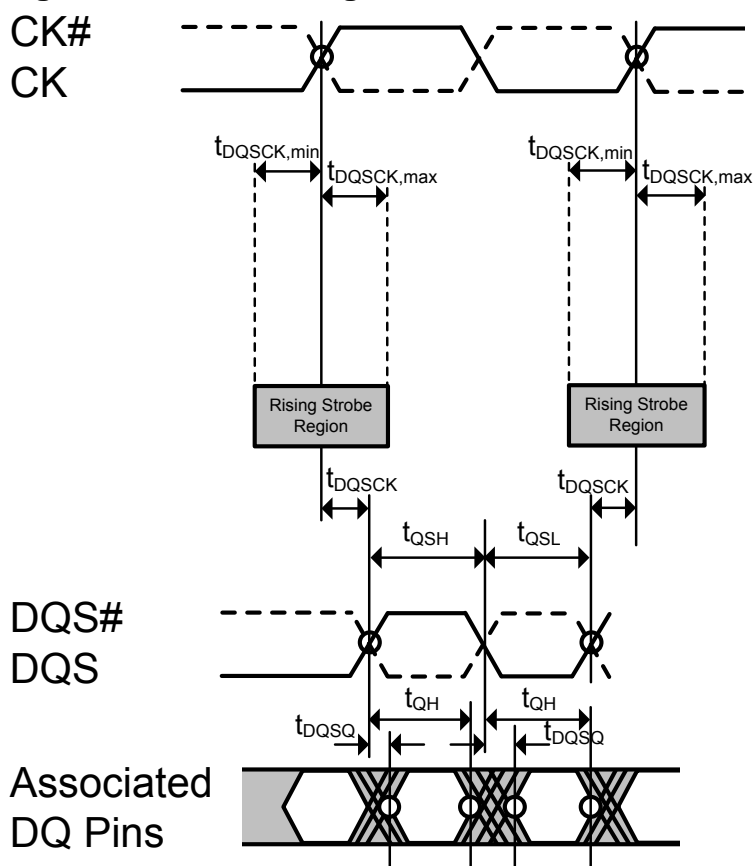 CK#
CK
tDQSCK,min
tDQSCK,max
tDQSCK,min
tDQSCK,max
Rising Strobe
Region
Rising Strobe
Region
tDQSCK
tDQSCK
tQSH
tQSL
DQS#
DQS
tQH
tQH
tDQSQ
tDQSQ
Associated
DQ Pins